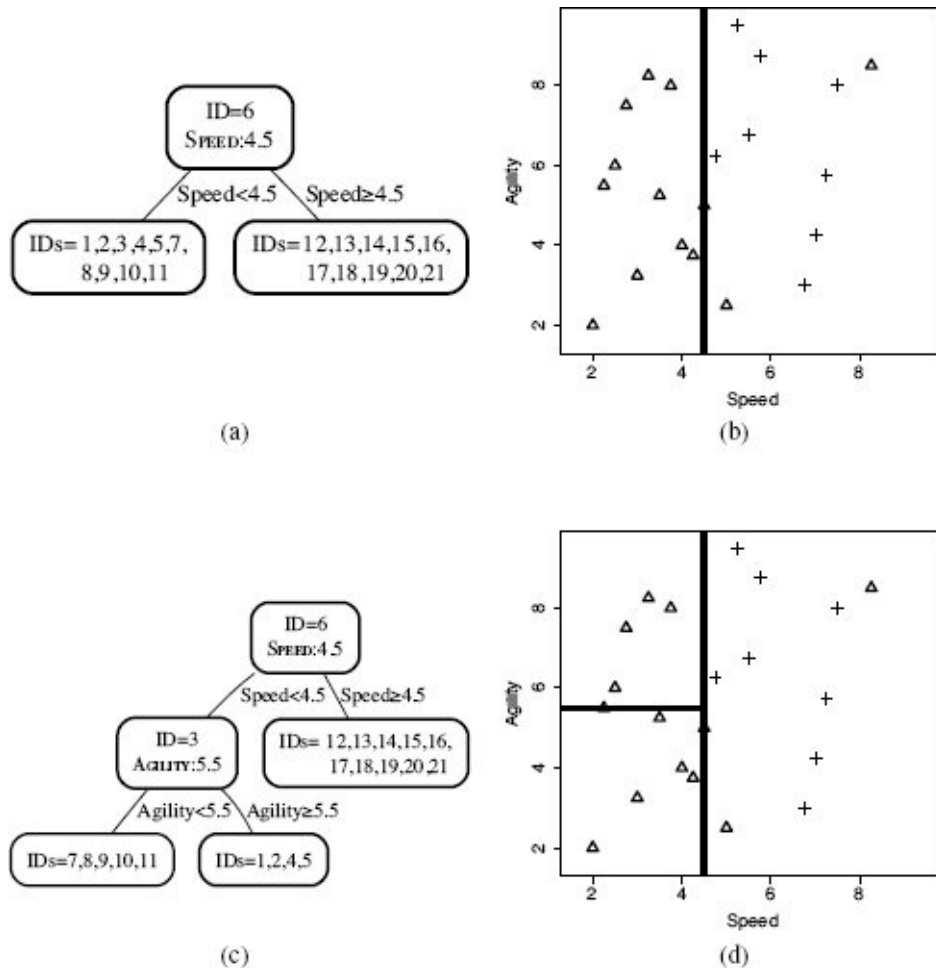 ID=6
SPEED:4.5
Speed<4.5
Speed≥4.5
IDs= 1,2,3,4,5,7,
8,9,10,11
IDs= 12,13,14,15,16,
17,18,19,20,21
(a)
Agility
8
6
4
2
2
4
6
8
Speed
(b)
ID=6
SPEED:4.5
Speed<4.5
Speed≥4.5
ID=3
AGILITY:5.5
IDs= 12,13,14,15,16,
17,18,19,20,21
Agility<5.5
Agility≥5.5
IDs=7,8,9,10,11
IDs=1,2,4,5
(c)
Agility
8
6
4
2
2
4
6
8
Speed
(d)